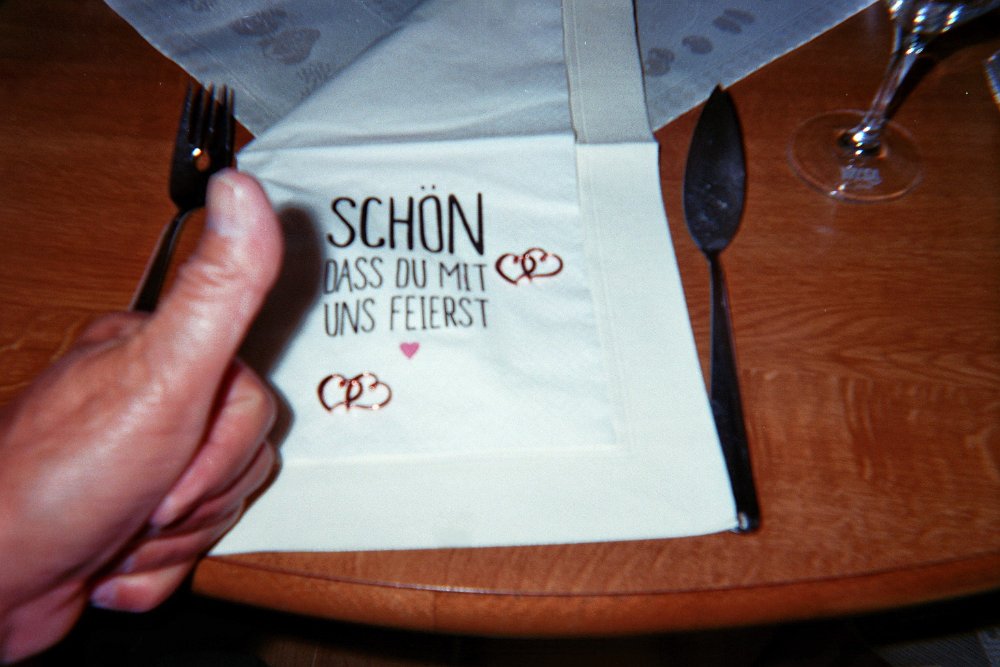 SCHÖN
DASS DU MIT
UNS FEIERST